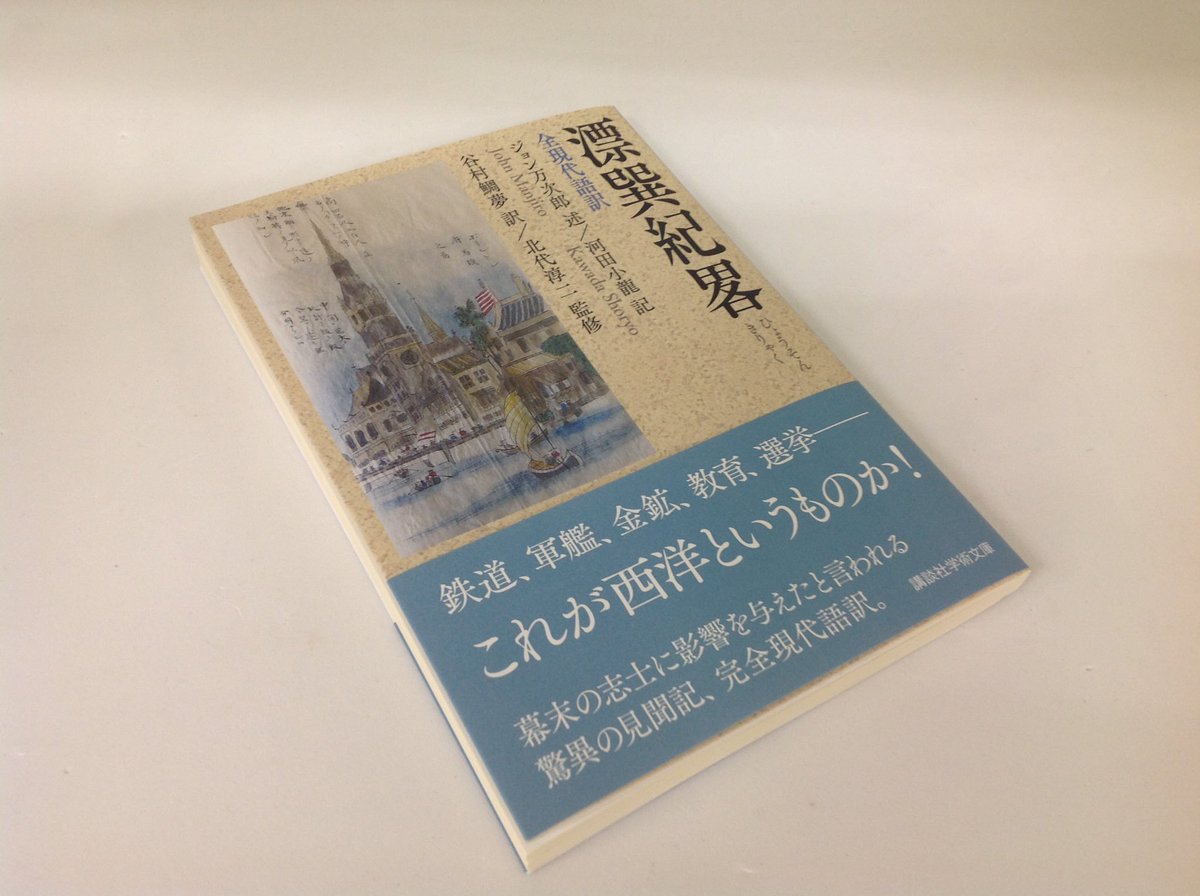 漂巽紀畧
ひょうそん
きりゃく
全現代語訳
ジョン万次郎 述/河田小龍 記
John Manjiro
Kawada Shoryo
谷村鯛夢 訳/北代淳二 監修
鉄道、軍艦、金鉱、教育、選挙――
これが西洋というものか!
幕末の志士に影響を与えたと言われる
驚異の見聞記、完全現代語訳。
講談社学術文庫